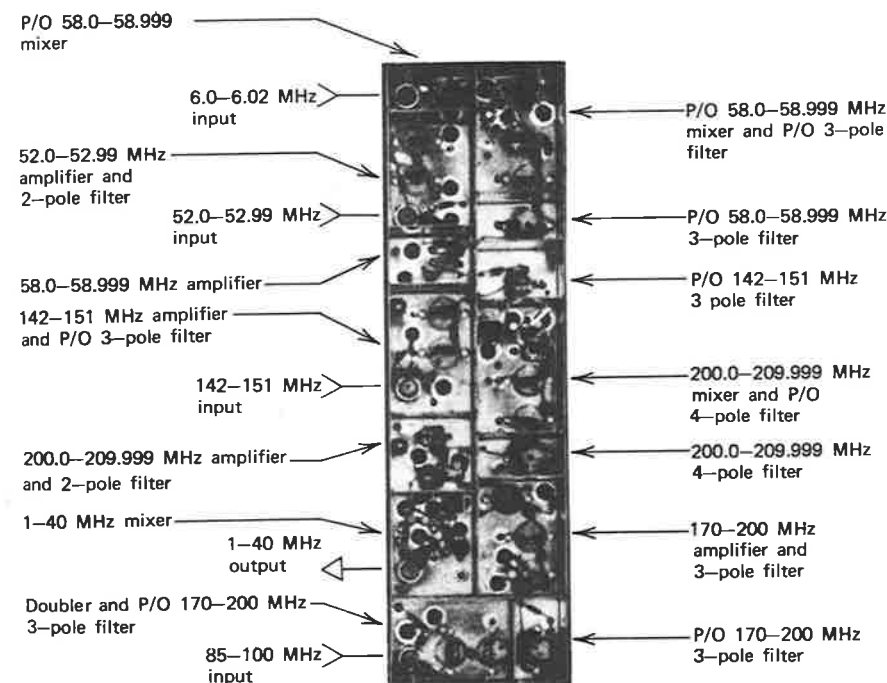 P/O 58.0–58.999
mixer
6.0–6.02 MHz
input
52.0–52.99 MHz
amplifier and
2–pole filter
52.0–52.99 MHz
input
58.0–58.999 MHz amplifier
142–151 MHz amplifier
and P/O 3–pole filter
142–151 MHz
input
200.0–209.999 MHz amplifier
and 2–pole filter
1–40 MHz mixer
1–40 MHz
output
Doubler and P/O 170–200 MHz
3–pole filter
85–100 MHz
input
P/O 58.0–58.999 MHz
mixer and P/O 3–pole
filter
P/O 58.0–58.999 MHz
3–pole filter
P/O 142–151 MHz
3 pole filter
200.0–209.999 MHz
mixer and P/O
4–pole filter
200.0–209.999 MHz
4–pole filter
170–200 MHz
amplifier and
3–pole filter
P/O 170–200 MHz
3–pole filter